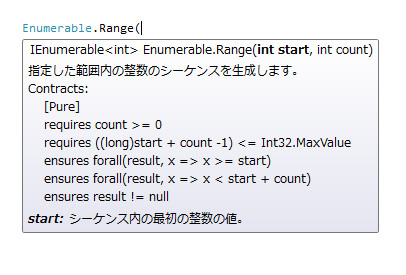 Enumerable.Range(
IEnumerable<int> Enumerable.Range(int start, int count)
指定した範囲内の整数のシーケンスを生成します。
Contracts:
[Pure]
requires count >= 0
requires ((long)start + count -1) <= Int32.MaxValue
ensures forall(result, x => x >= start)
ensures forall(result, x => x < start + count)
ensures result != null
start: シーケンス内の最初の整数の値。